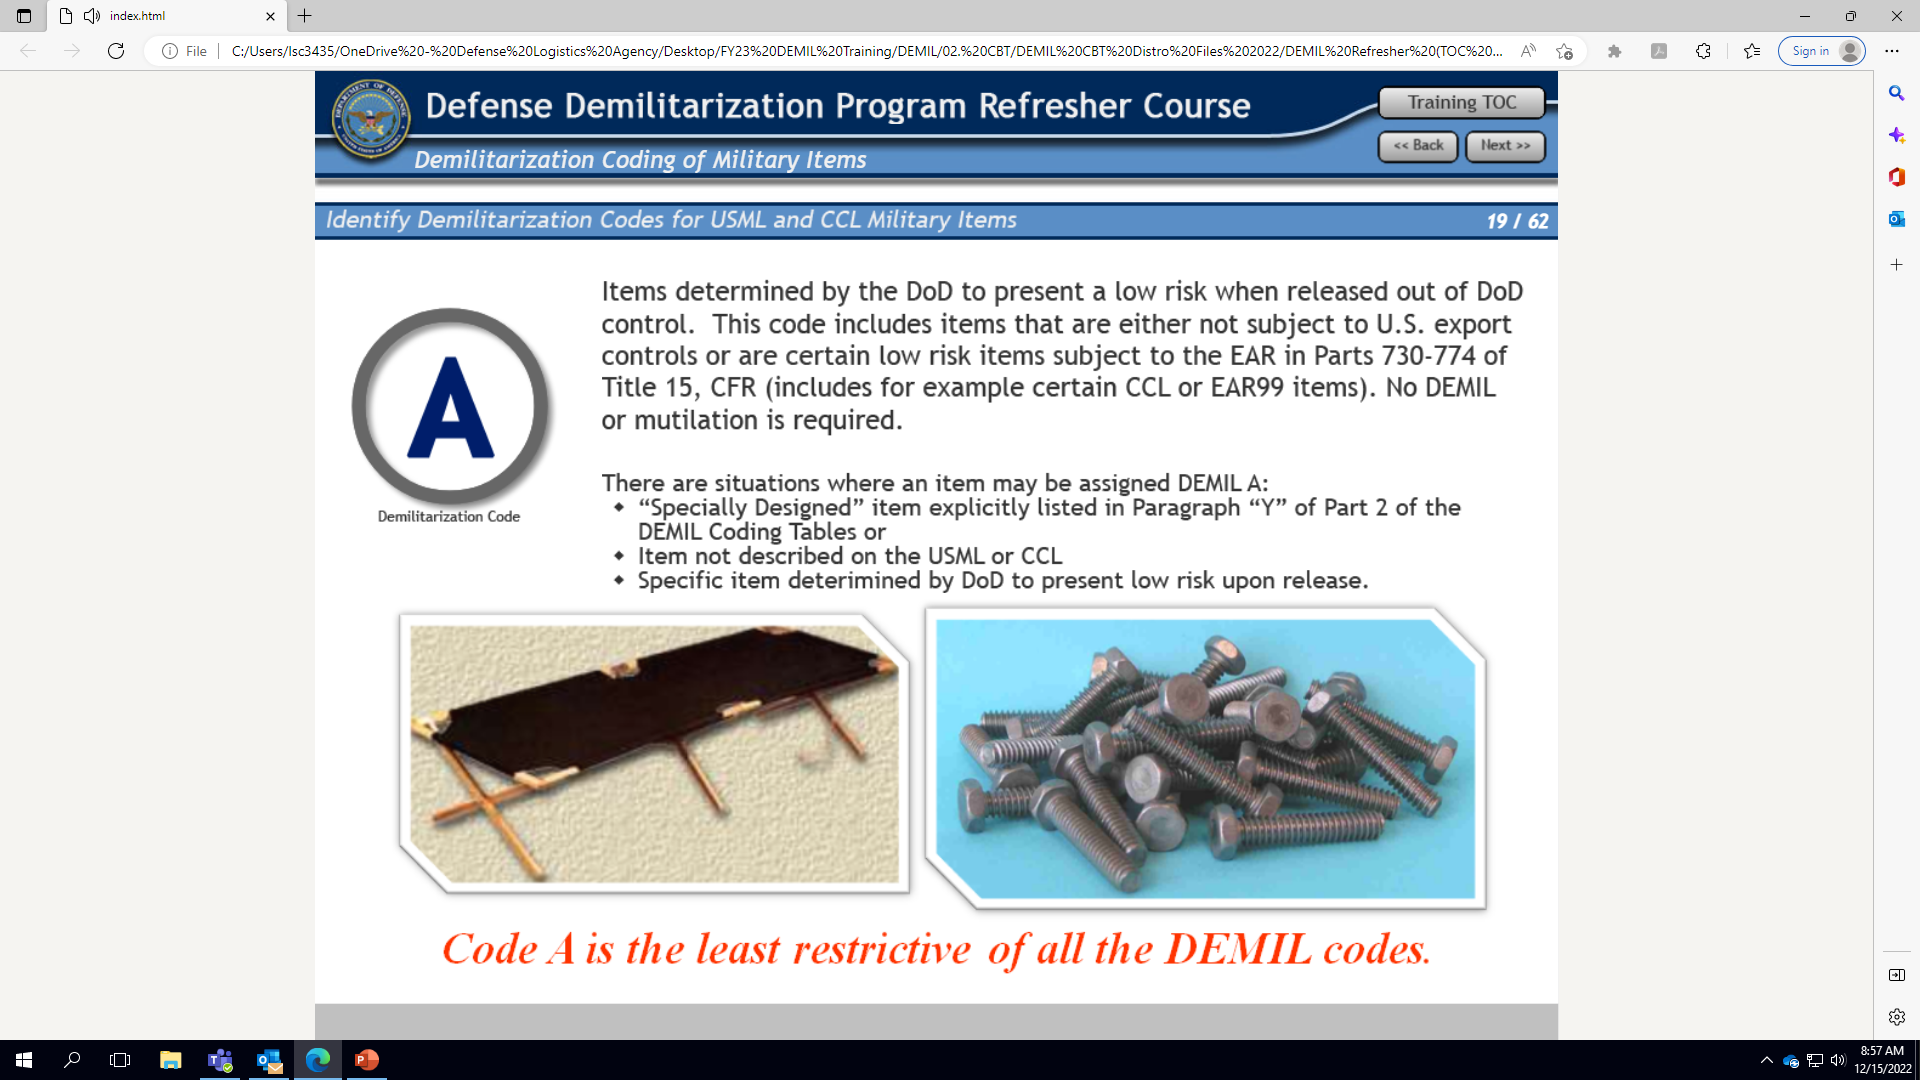 index.html
File
C:/Users/lsc3435/OneDrive%20-%20Defense%20Logistics%20Agency/Desktop/FY23%20DEMIL%20Training/DEMIL/02.%20CBT/DEMIL%20CBT%20Distro%20Files%202022/DEMIL%20Refresher%20(TOC%20...
Sign in
Defense Demilitarization Program Refresher Course
Training TOC
<< Back
Next >>
Demilitarization Coding of Military Items
Identify Demilitarization Codes for USML and CCL Military Items
19 / 62
Items determined by the DoD to present a low risk when released out of DoD
control.  This code includes items that are either not subject to U.S. export
controls or are certain low risk items subject to the EAR in Parts 730-774 of
Title 15, CFR (includes for example certain CCL or EAR99 items). No DEMIL
or mutilation is required.
A
Demilitarization Code
There are situations where an item may be assigned DEMIL A:
“Specially Designed” item explicitly listed in Paragraph “Y” of Part 2 of the
DEMIL Coding Tables or
Item not described on the USML or CCL
Specific item deterimined by DoD to present low risk upon release.
Code A is the least restrictive of all the DEMIL codes.
8:57 AM
12/15/2022